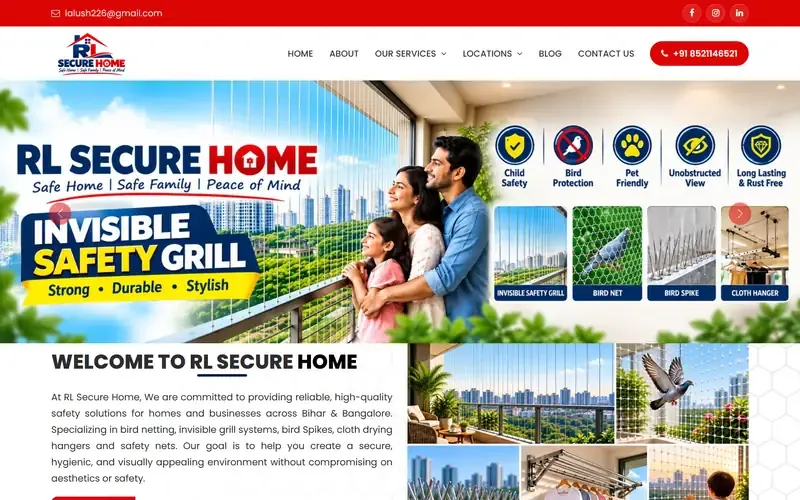 lalush226@gmail.com
RL
SECURE HOME
Safe Home | Safe Family | Peace of Mind
HOME
ABOUT
OUR SERVICES
LOCATIONS
BLOG
CONTACT US
+91 8521146521
RL SECURE HOME
Safe Home | Safe Family | Peace of Mind
INVISIBLE
SAFETY GRILL
Strong • Durable • Stylish
Child
Safety
Bird
Protection
Pet
Friendly
Unobstructed
View
Long Lasting
& Rust Free
INVISIBLE SAFETY GRILL
BIRD NET
BIRD SPIKE
CLOTH HANGER
WELCOME TO RL SECURE HOME
At RL Secure Home, We are committed to providing reliable, high-quality
safety solutions for homes and businesses across Bihar & Bangalore.
Specializing in bird netting, invisible grill systems, bird Spikes, cloth drying
hangers and safety nets. Our goal is to help you create a secure,
hygienic, and visually appealing environment without compromising on
aesthetics or safety.